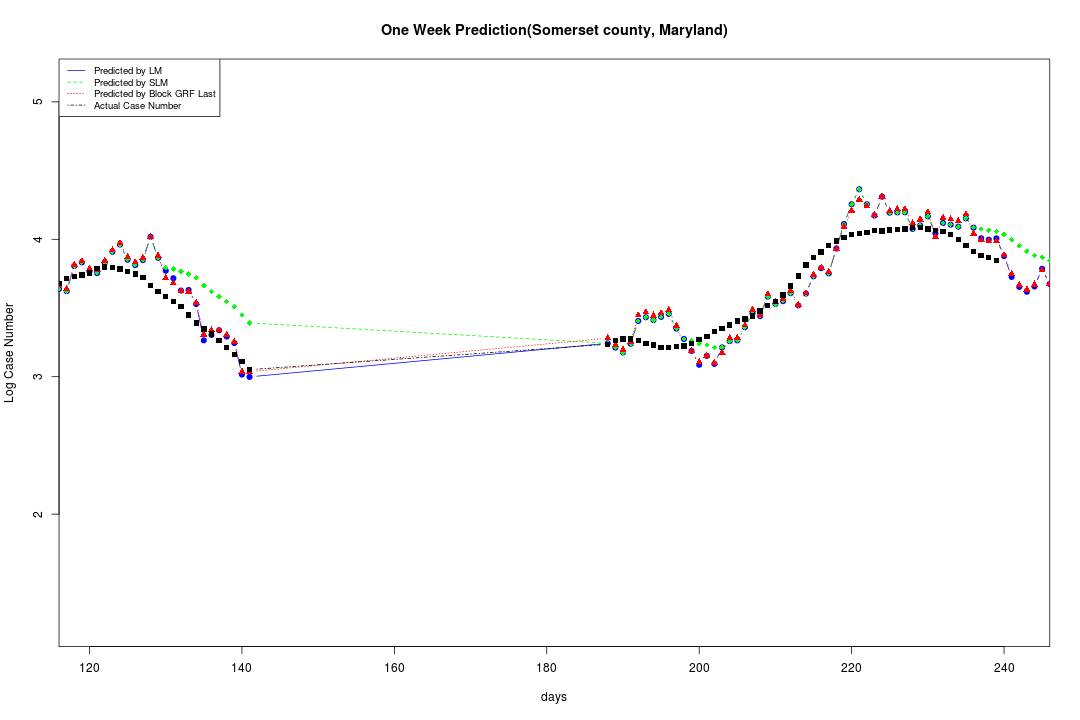 One Week Prediction(Somerset county, Maryland)
Predicted by LM
Predicted by SLM
Predicted by Block GRF Last
Actual Case Number
Log Case Number
5
4
3
2
120 140 160 180 200 220 240
days